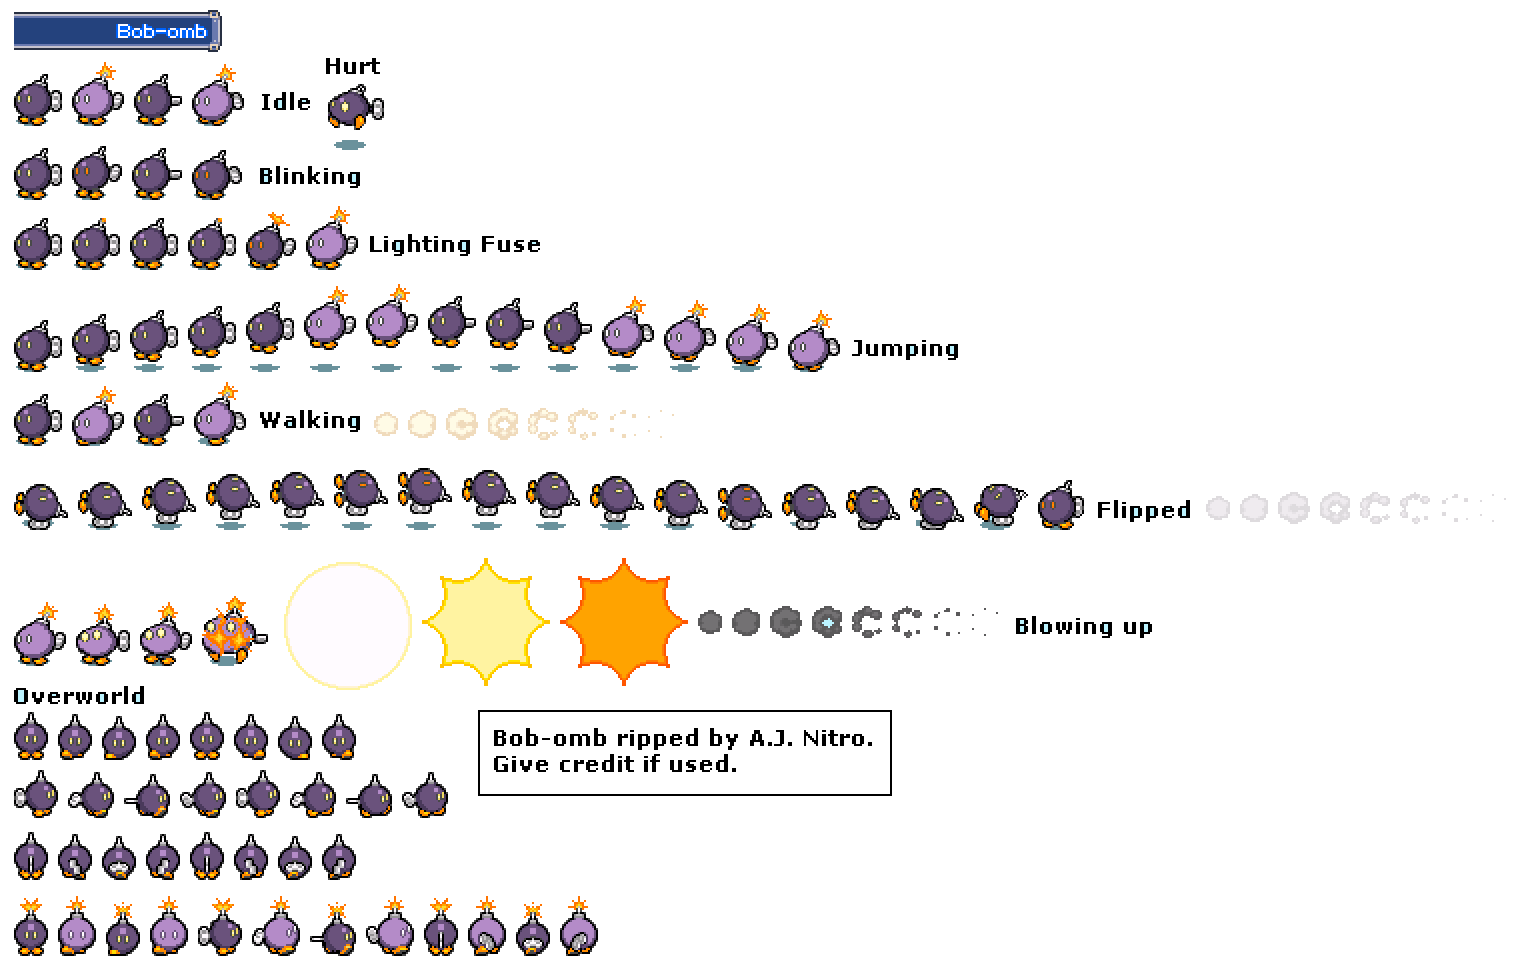 Bob-omb
Hurt
Idle
Blinking
Lighting Fuse
Jumping
Walking
Flipped
Blowing up
Overworld
Bob-omb ripped by A.J. Nitro.
Give credit if used.